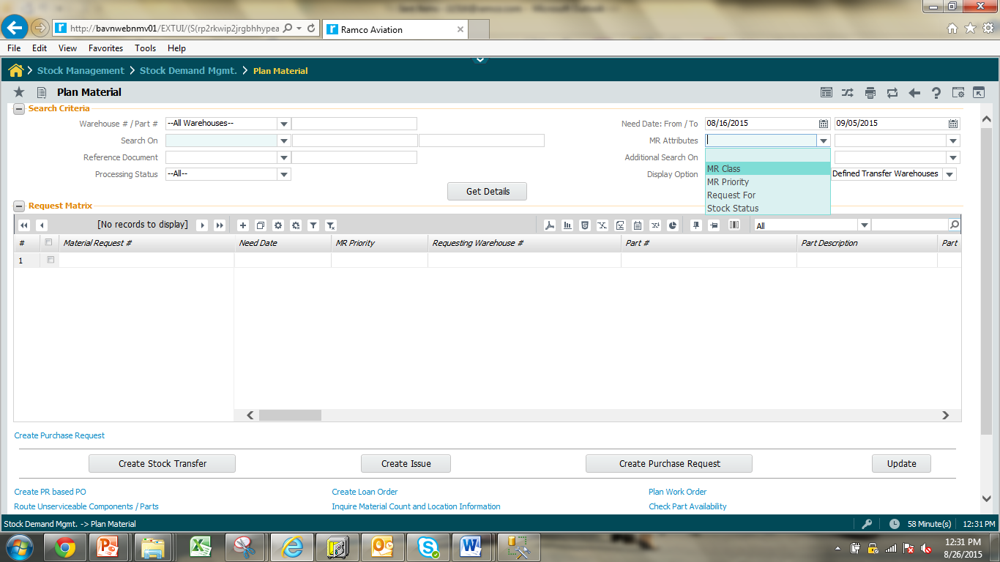 http://bavnwebnmv01/EXTUI/(S(rp2rkwip2jrgbhhypea
Ramco Aviation
File Edit View Favorites Tools Help
Stock Management > Stock Demand Mgmt. > Plan Material
Plan Material
Search Criteria
Warehouse # / Part # --All Warehouses-- Need Date: From / To 08/16/2015 09/05/2015
Search On MR Attributes
Reference Document Additional Search On
Processing Status --All-- Display Option Defined Transfer Warehouses
MR Class
MR Priority
Request For
Stock Status
Get Details
Request Matrix
[No records to display] All
# Material Request # Need Date MR Priority Requesting Warehouse # Part # Part Description Part
1
Create Purchase Request
Create Stock Transfer Create Issue Create Purchase Request Update
Create PR based PO Create Loan Order Plan Work Order
Route Unserviceable Components / Parts Inquire Material Count and Location Information Check Part Availability
Stock Demand Mgmt. -> Plan Material 58 Minute(s) 12:31 PM
12:31 PM
8/26/2015